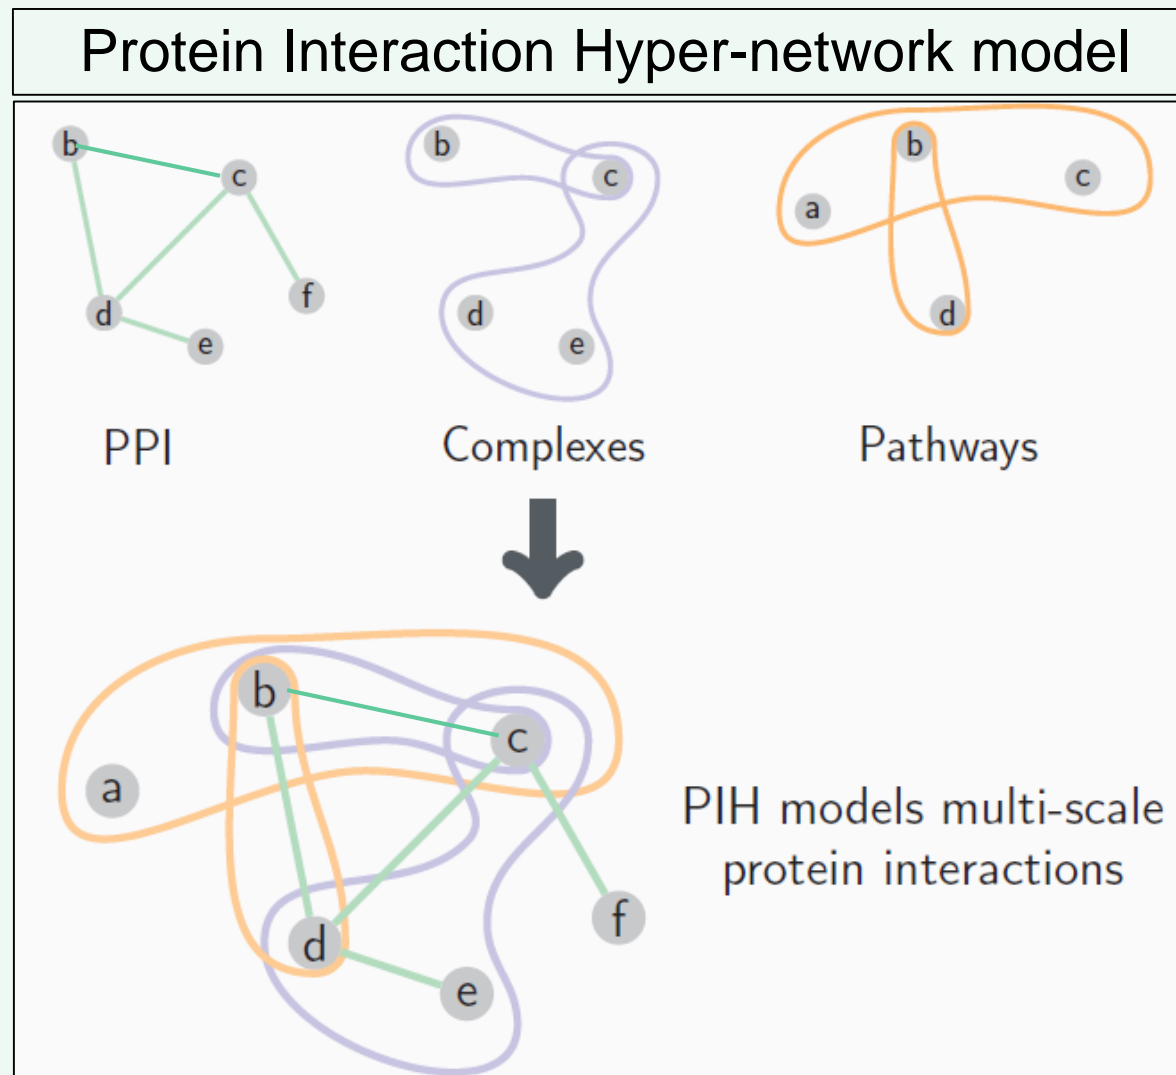 Protein Interaction Hyper-network model
b
c
d
e
f
b
c
d
e
a
b
c
d
PPI
Complexes
Pathways
a
b
c
d
e
f
PIH models multi-scale
protein interactions